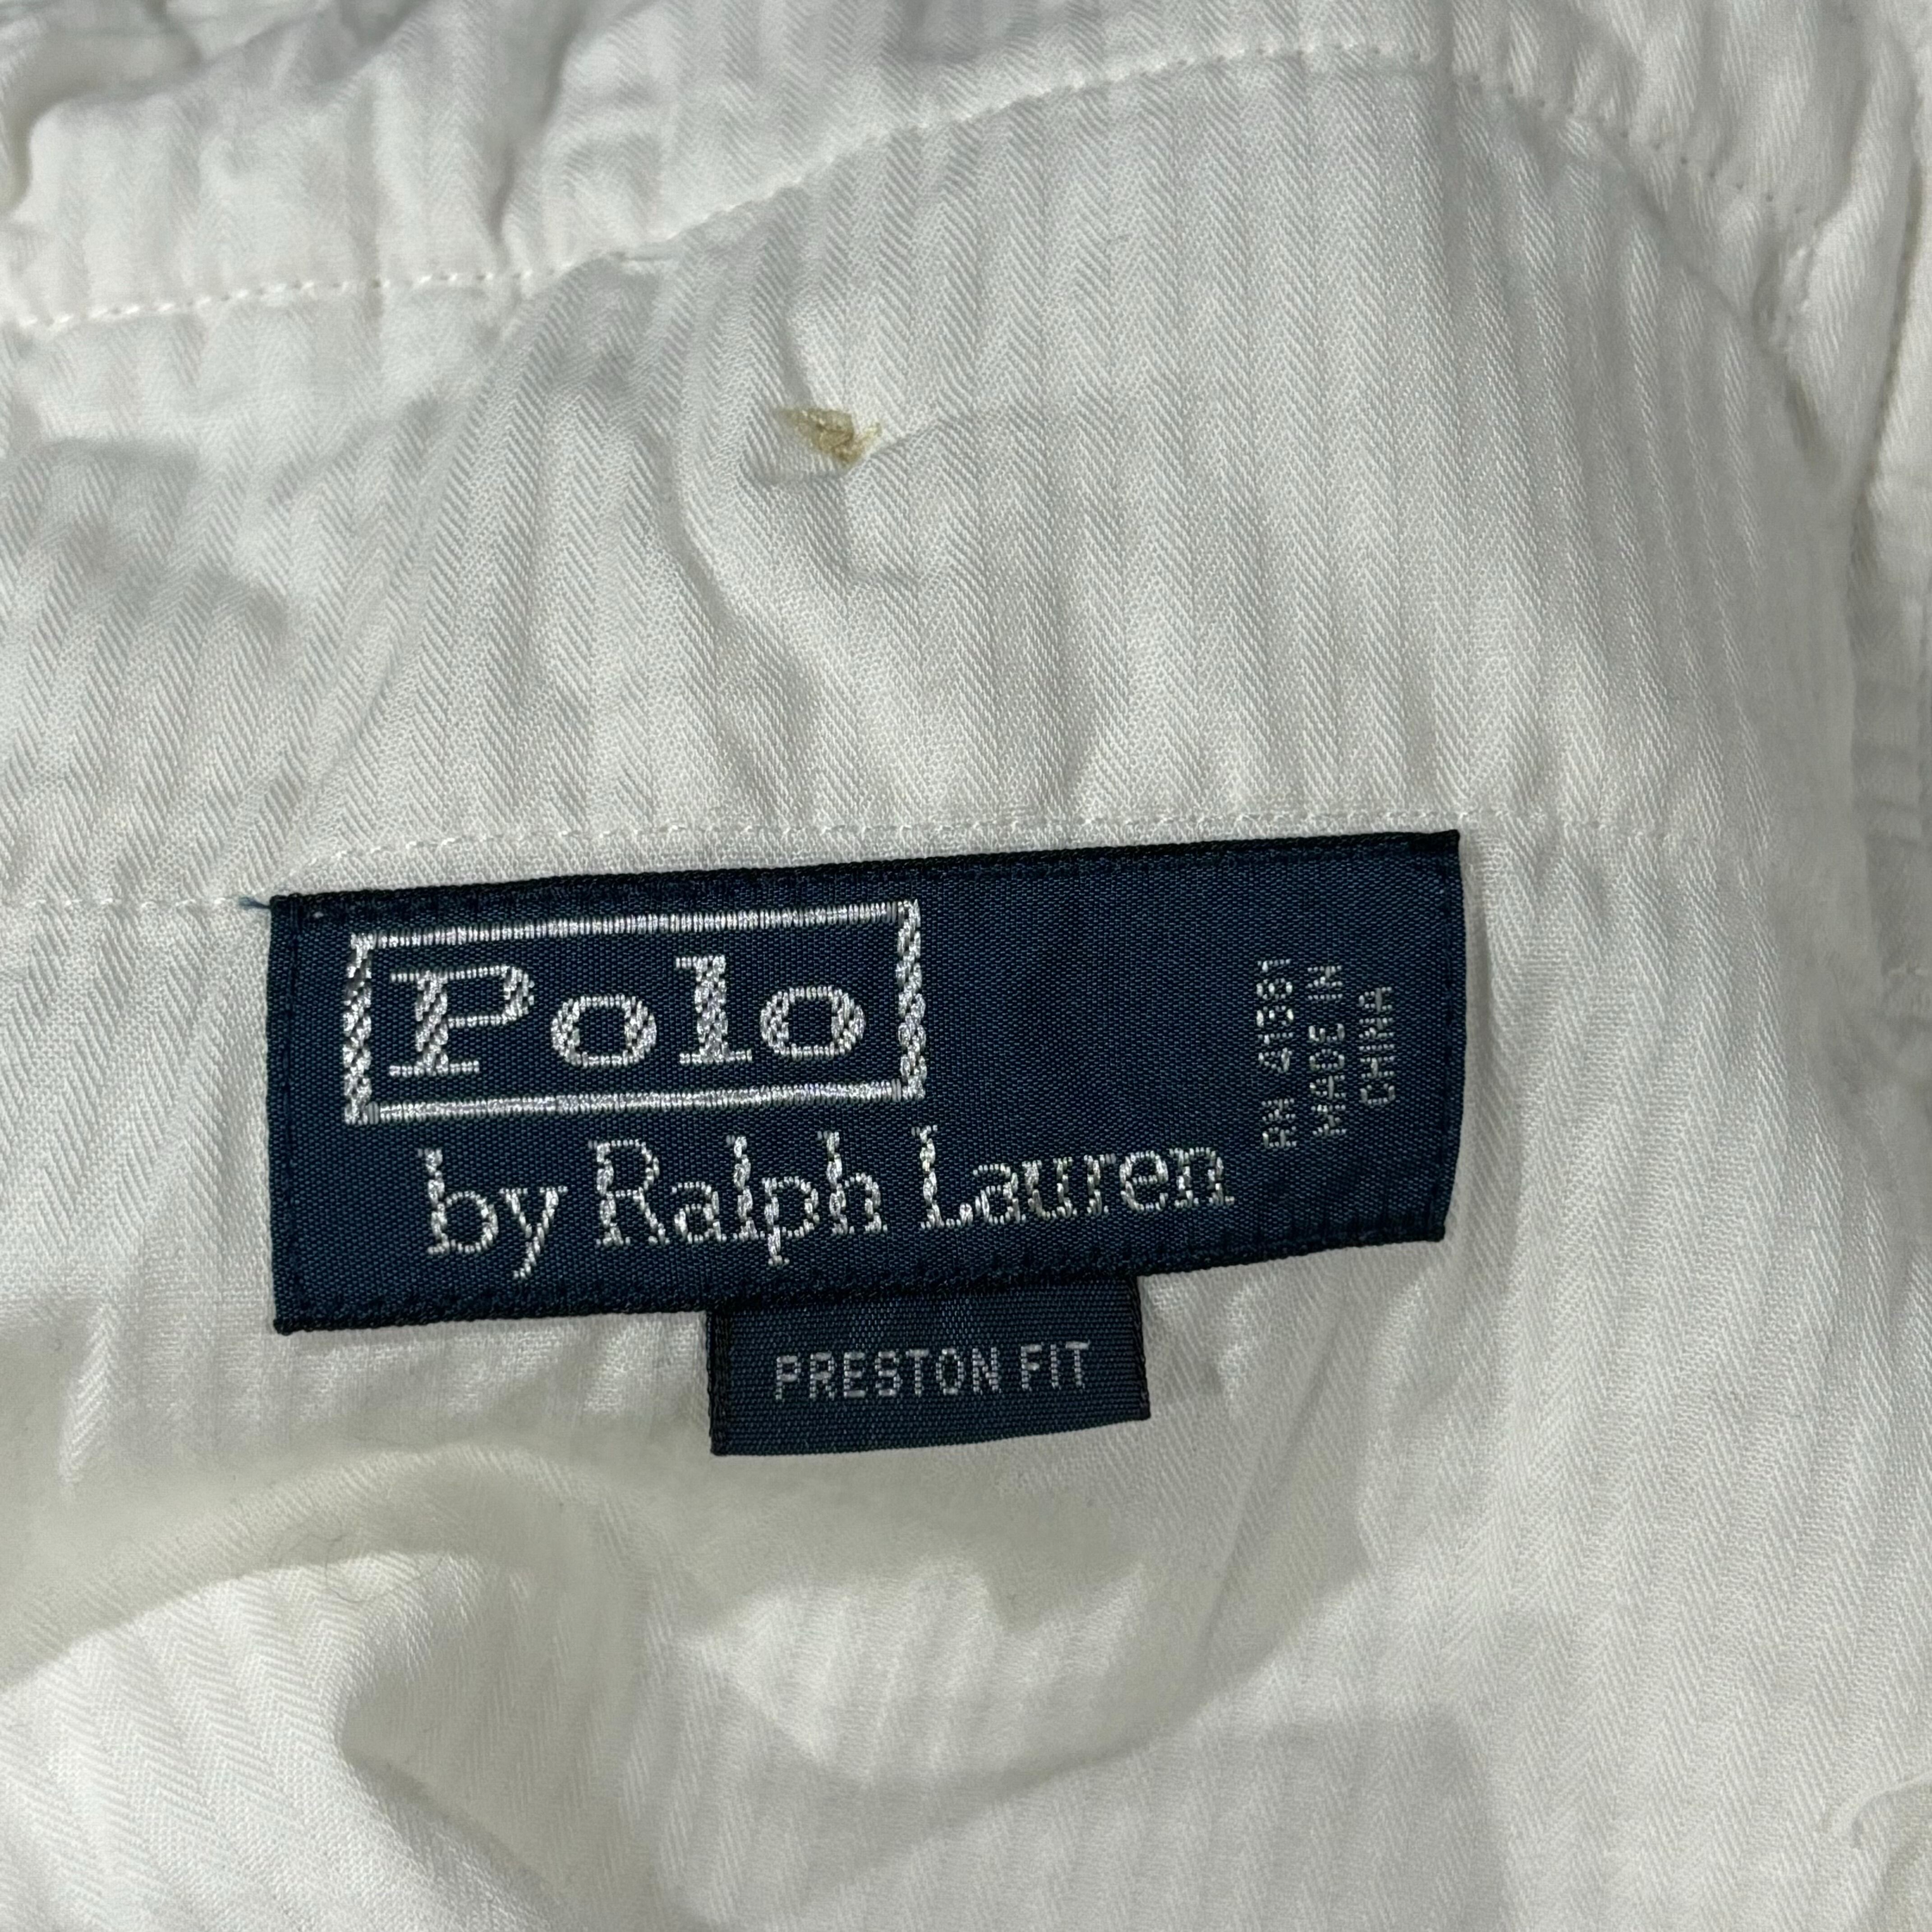 Polo
by Ralph Lauren
RN 41381
MADE IN
CHINA
PRESTON FIT